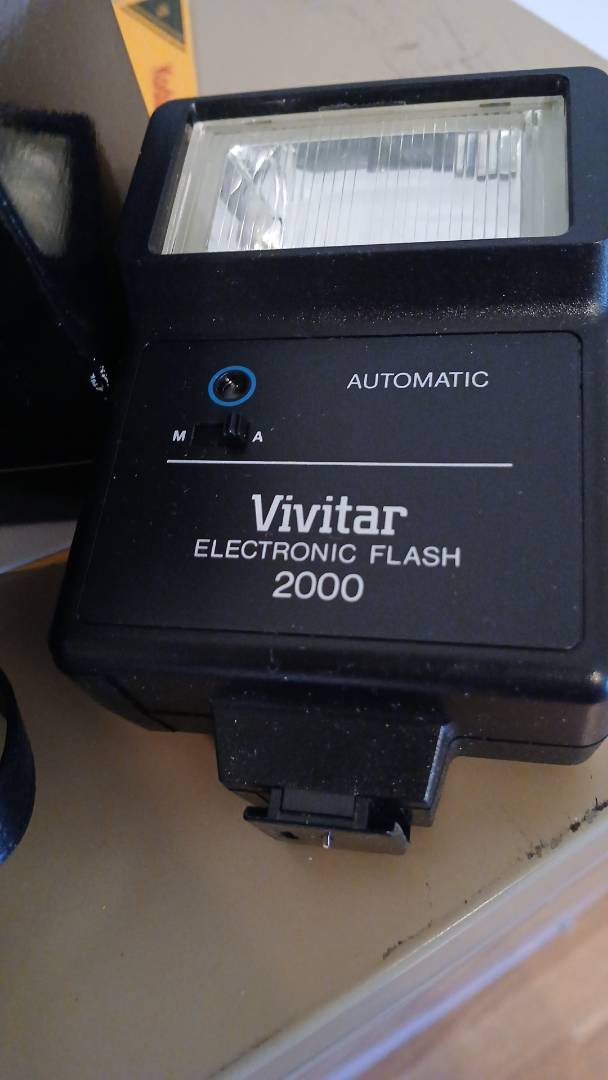 AUTOMATIC
M A
Vivitar
ELECTRONIC FLASH
2000